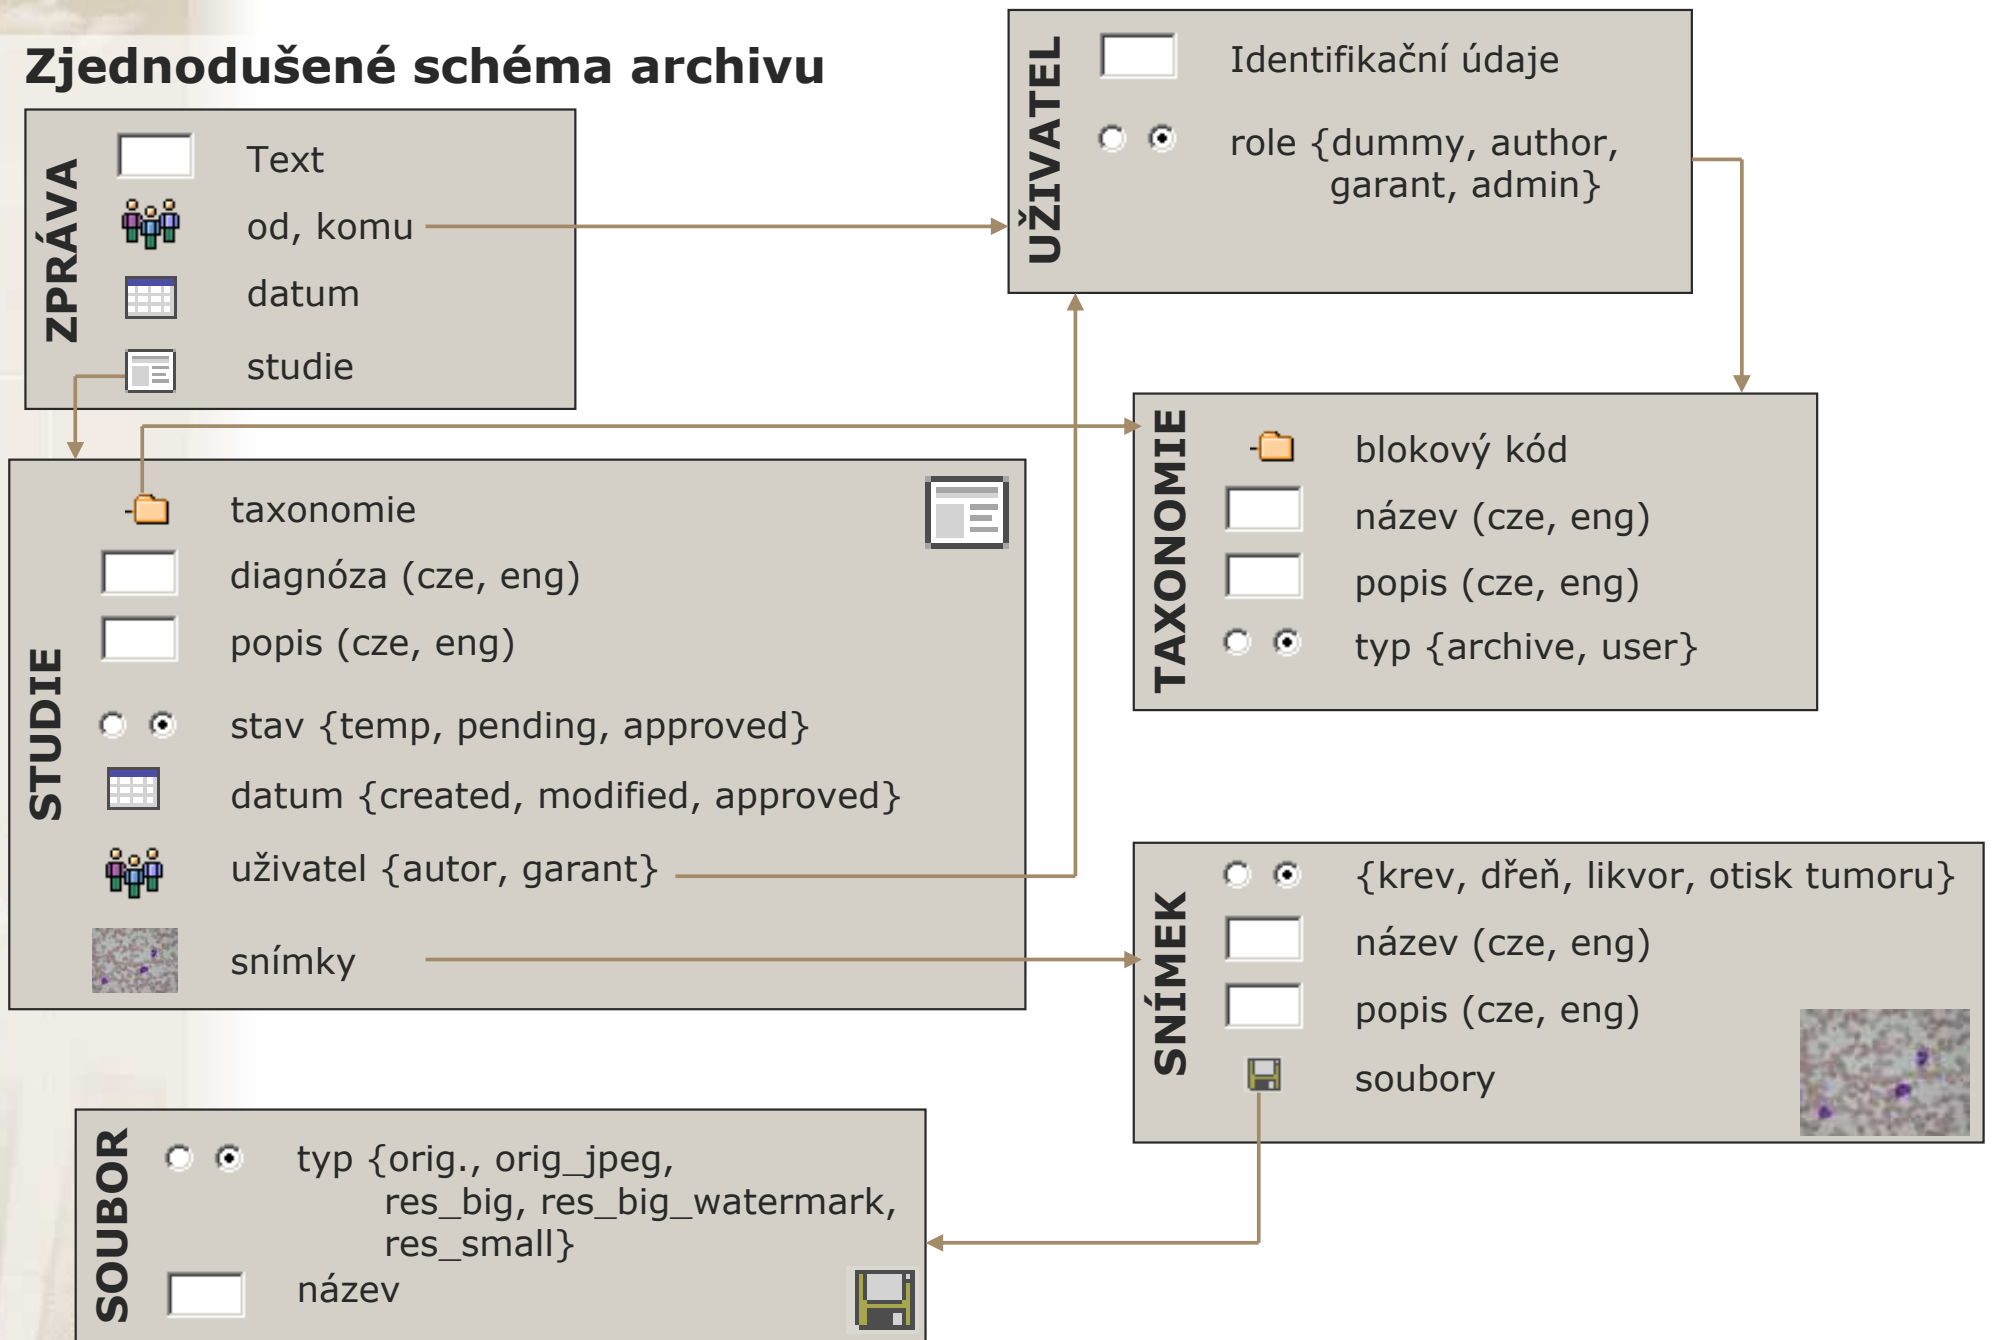 Zjednodušené schéma archivu
ZPRÁVA
Text
od, komu
datum
studie
UŽIVATEL
Identifikační údaje
role {dummy, author,
garant, admin}
STUDIE
taxonomie
diagnóza (cze, eng)
popis (cze, eng)
stav {temp, pending, approved}
datum {created, modified, approved}
uživatel {autor, garant}
snímky
TAXONOMIE
blokový kód
název (cze, eng)
popis (cze, eng)
typ {archive, user}
SNÍMEK
{krev, dřeň, likvor, otisk tumoru}
název (cze, eng)
popis (cze, eng)
soubory
SOUBOR
typ {orig., orig_jpeg,
res_big, res_big_watermark,
res_small}
název